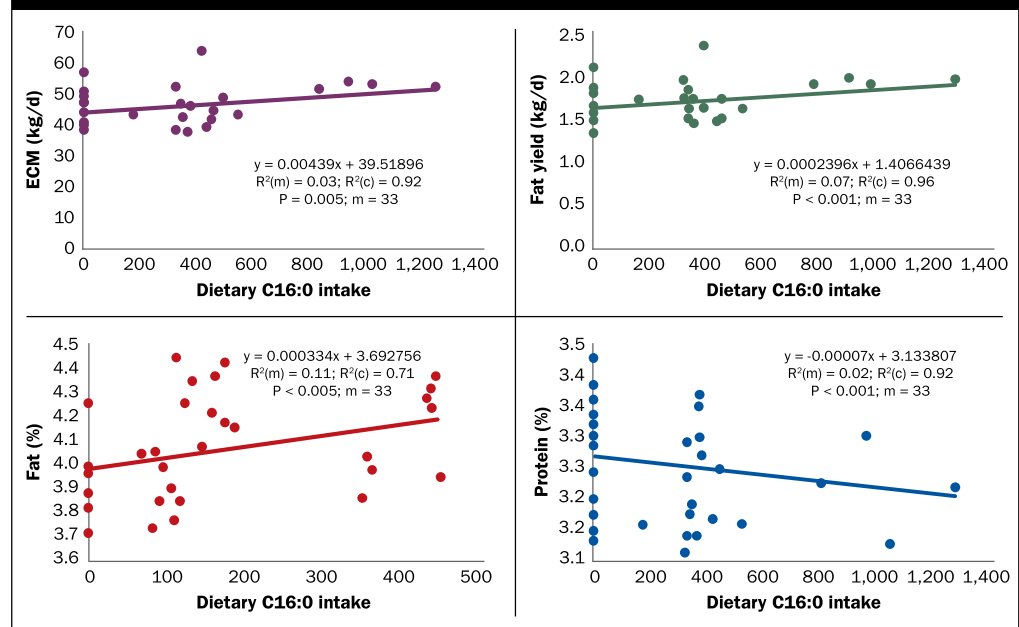 70
60
50
40
30
20
10
0
ECM (kg/d)
y = 0.00439x + 39.51896
R²(m) = 0.03; R²(c) = 0.92
P = 0.005; m = 33
0 200 400 600 800 1,000 1,200 1,400
Dietary C16:0 intake
2.5
2.0
1.5
1.0
0.5
0.0
Fat yield (kg/d)
y = 0.0002396x + 1.4066439
R²(m) = 0.07; R²(c) = 0.96
P < 0.001; m = 33
0 200 400 600 800 1,000 1,200 1,400
Dietary C16:0 intake
4.5
4.4
4.3
4.2
4.1
4.0
3.9
3.8
3.7
3.6
Fat (%)
y = 0.000334x + 3.692756
R²(m) = 0.11; R²(c) = 0.71
P < 0.005; m = 33
0 100 200 300 400 500
Dietary C16:0 intake
3.5
3.4
3.4
3.3
3.3
3.2
3.2
3.1
Protein (%)
y = -0.00007x + 3.133807
R²(m) = 0.02; R²(c) = 0.92
P < 0.001; m = 33
0 200 400 600 800 1,000 1,200 1,400
Dietary C16:0 intake